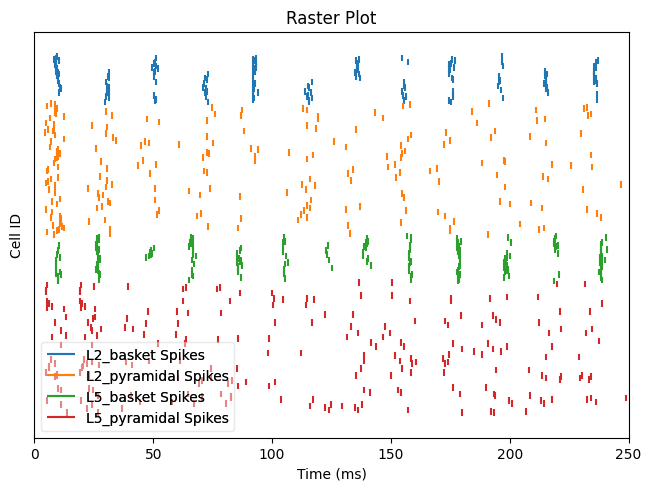 Raster Plot
Cell ID
L2_basket Spikes
L2_pyramidal Spikes
L5_basket Spikes
L5_pyramidal Spikes
0 50 100 150 200 250
Time (ms)